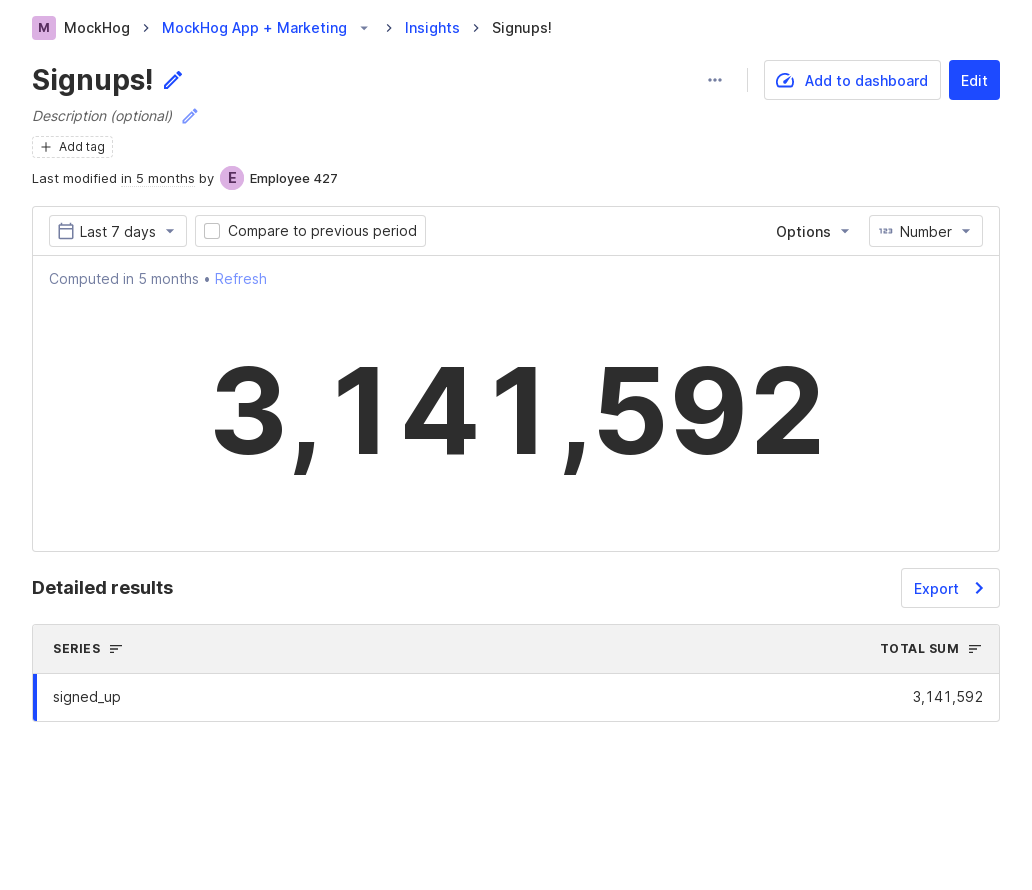 M MockHog MockHog App + Marketing Insights Signups!
Signups! Add to dashboard Edit
Description (optional)
Add tag
Last modified in 5 months by E Employee 427
Last 7 days Compare to previous period Options 123 Number
Computed in 5 months • Refresh
3,141,592
Detailed results Export
SERIES TOTAL SUM
signed_up 3,141,592